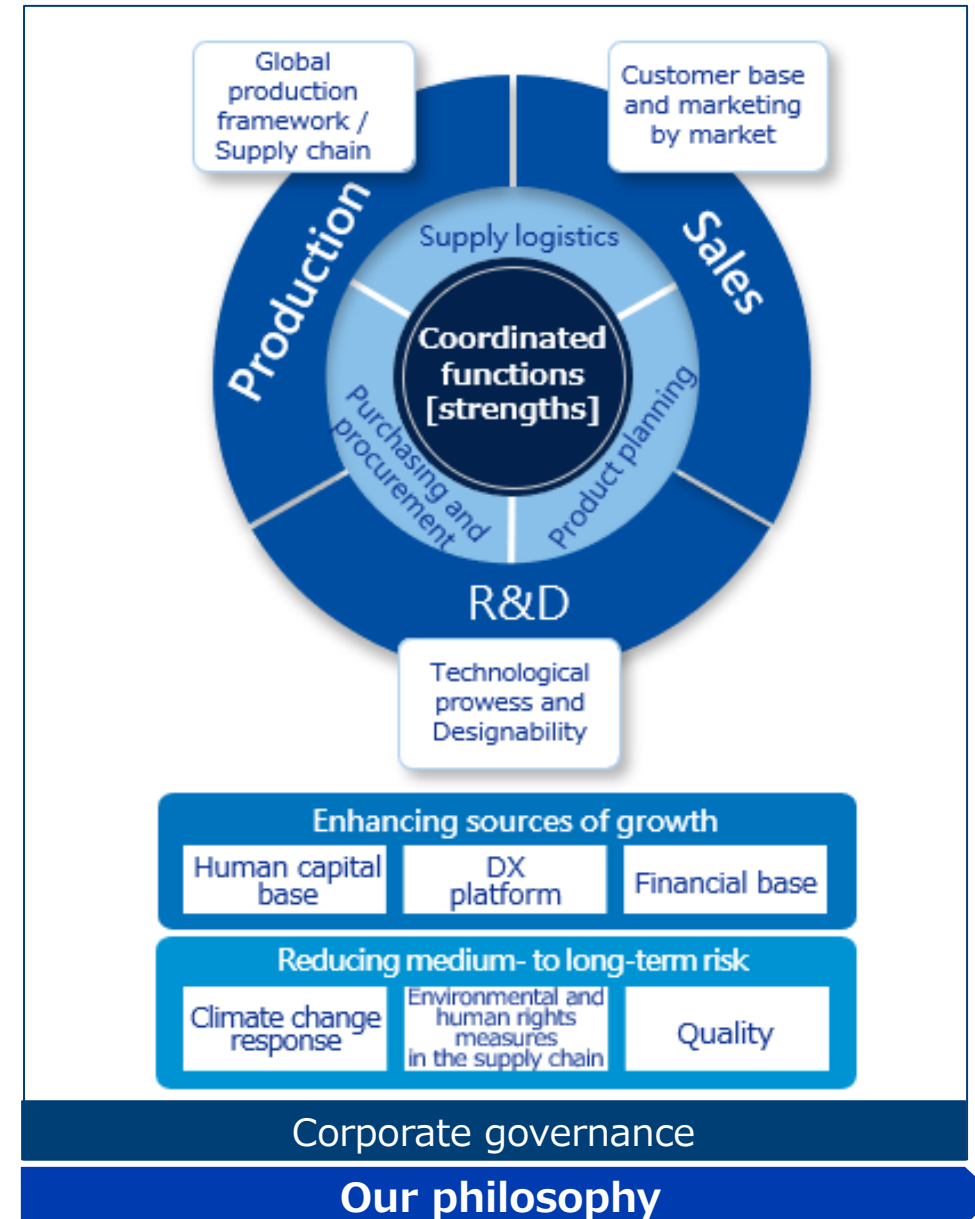 Global
production
framework /
Supply chain
Customer base
and marketing
by market
Production
Sales
Supply logistics
Coordinated
functions
[strengths]
Purchasing and
procurement
Product planning
R&D
Technological
prowess and
Designability
Enhancing sources of growth
Human capital
base
DX
platform
Financial base
Reducing medium- to long-term risk
Climate change
response
Environmental and
human rights
measures
in the supply chain
Quality
Corporate governance
Our philosophy